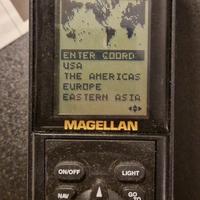 ENTER COORD
USA
THE AMERICAS
EUROPE
EASTERN ASIA
MAGELLAN
ON/OFF
LIGHT
NAV
GO
TO